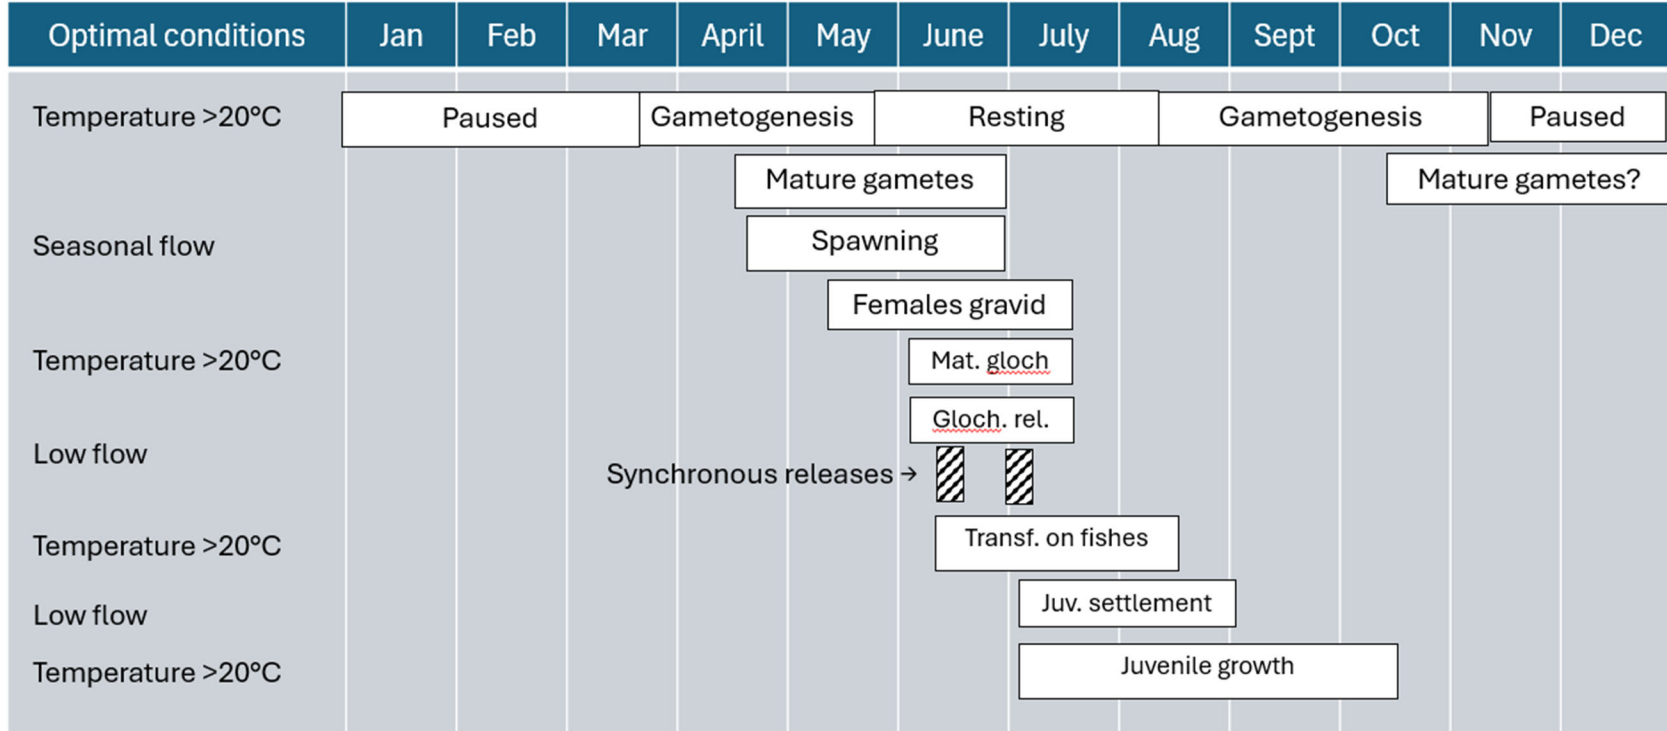 Optimal conditions Jan Feb Mar April May June July Aug Sept Oct Nov Dec
Temperature >20°C Paused Gametogenesis Resting Gametogenesis Paused
Mature gametes Mature gametes?
Seasonal flow Spawning
Females gravid
Temperature >20°C Mat. gloch
Gloch. rel.
Low flow
Synchronous releases →
Temperature >20°C Transf. on fishes
Low flow Juv. settlement
Temperature >20°C Juvenile growth